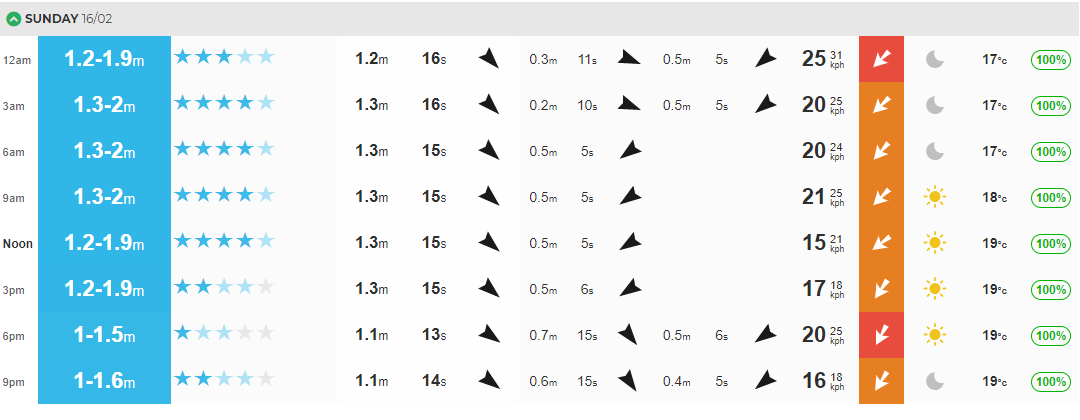 SUNDAY 16/02
12am 1.2-1.9m 1.2m 16s 0.3m 11s 0.5m 5s 25 31 kph 17°c 100%
3am 1.3-2m 1.3m 16s 0.2m 10s 0.5m 5s 20 25 kph 17°c 100%
6am 1.3-2m 1.3m 15s 0.5m 5s 20 24 kph 17°c 100%
9am 1.3-2m 1.3m 15s 0.5m 5s 21 25 kph 18°c 100%
Noon 1.2-1.9m 1.3m 15s 0.5m 5s 15 21 kph 19°c 100%
3pm 1.2-1.9m 1.3m 15s 0.5m 6s 17 18 kph 19°c 100%
6pm 1-1.5m 1.1m 13s 0.7m 15s 0.5m 6s 20 25 kph 19°c 100%
9pm 1-1.6m 1.1m 14s 0.6m 15s 0.4m 5s 16 18 kph 19°c 100%